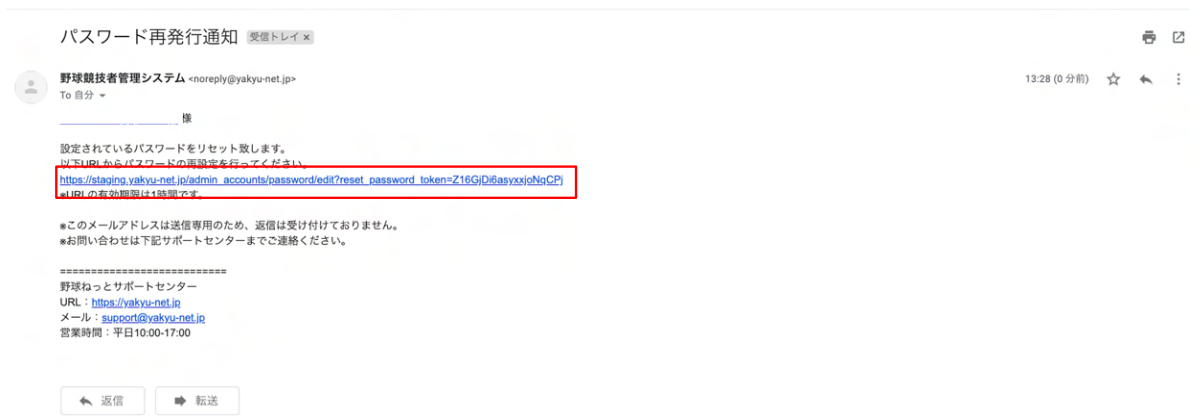 パスワード再発行通知 受信トレイ ×
野球競技者管理システム <noreply@yakyu-net.jp>
13:28 (0 分前)
To 自分
様
設定されているパスワードをリセット致します。
以下URLからパスワードの再設定を行ってください。
https://staging.yakyu-net.jp/admin_accounts/password/edit?reset_password_token=Z16GjDi6asyxxjoNqCPj
※URLの有効期限は1時間です。
※このメールアドレスは送信専用のため、返信は受け付けておりません。
※お問い合わせは下記サポートセンターまでご連絡ください。
===========================
野球ねっとサポートセンター
URL：https://yakyu-net.jp
メール：support@yakyu-net.jp
営業時間：平日10:00-17:00
返信
転送